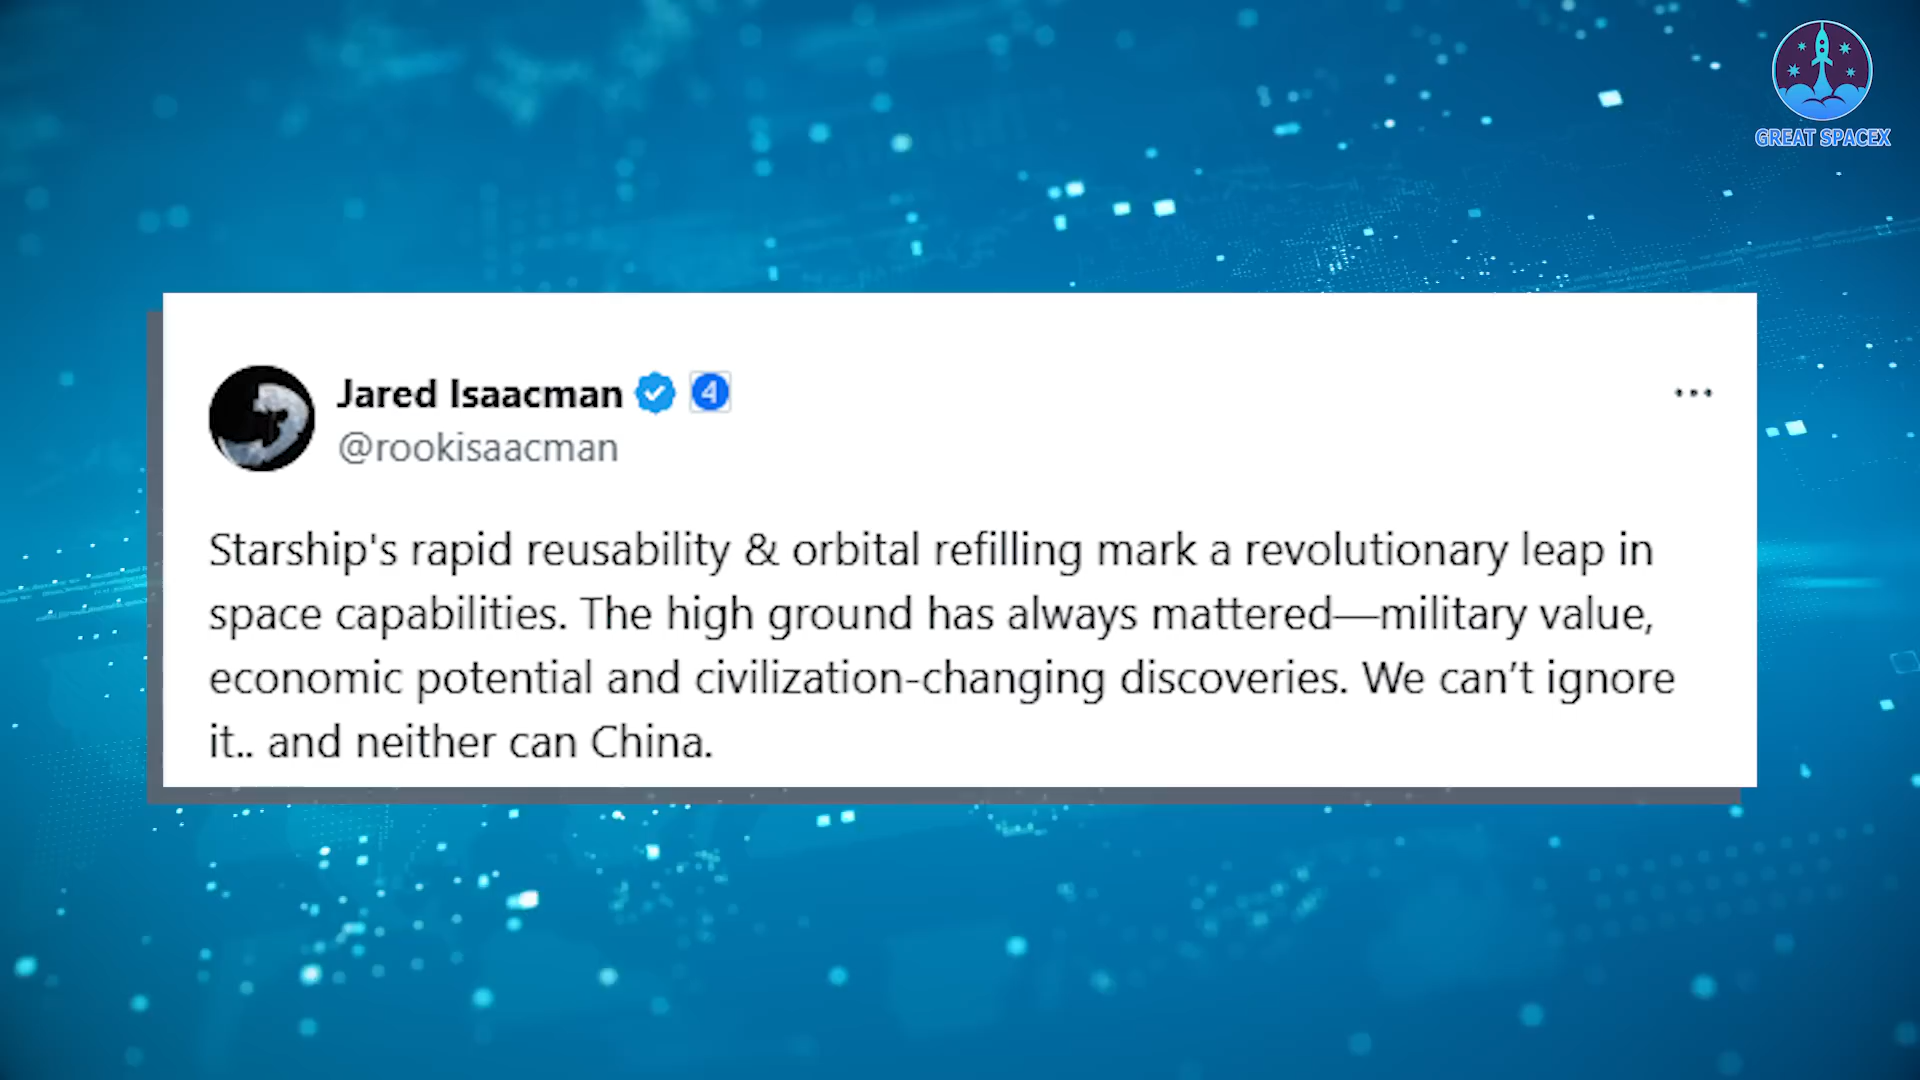 GREAT SPACEX
Jared Isaacman 4
@rookisaacman
Starship's rapid reusability & orbital refilling mark a revolutionary leap in
space capabilities. The high ground has always mattered—military value,
economic potential and civilization-changing discoveries. We can’t ignore
it.. and neither can China.